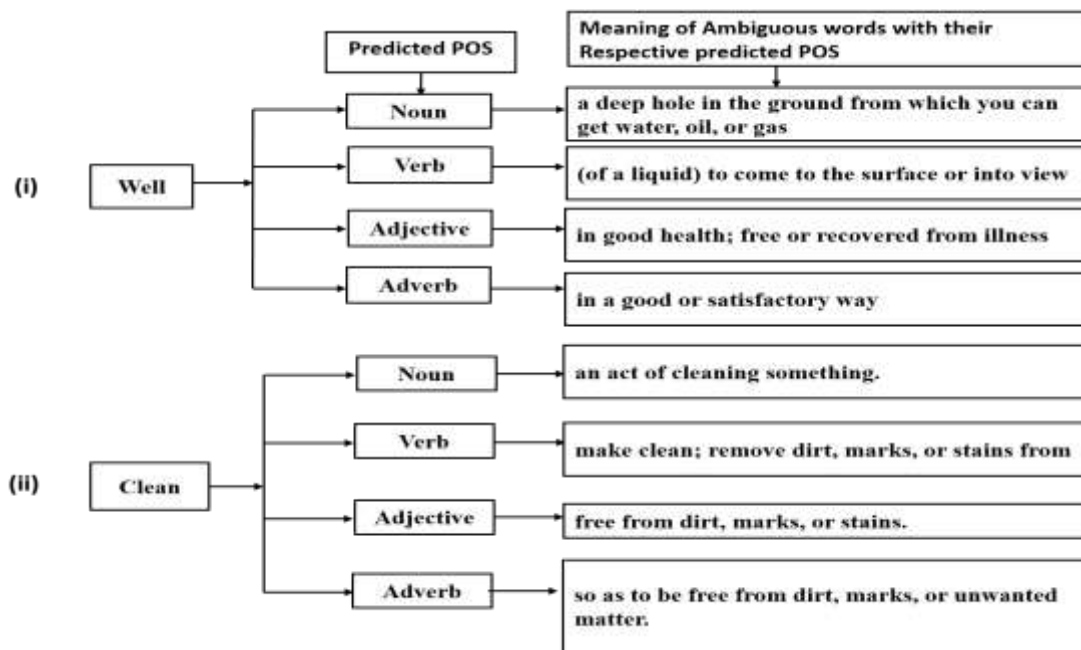 Predicted POS
Meaning of Ambiguous words with their
Respective predicted POS
(i)
Well
Noun
a deep hole in the ground from which you can
get water, oil, or gas
Verb
(of a liquid) to come to the surface or into view
Adjective
in good health; free or recovered from illness
Adverb
in a good or satisfactory way
(ii)
Clean
Noun
an act of cleaning something.
Verb
make clean; remove dirt, marks, or stains from
Adjective
free from dirt, marks, or stains.
Adverb
so as to be free from dirt, marks, or unwanted
matter.